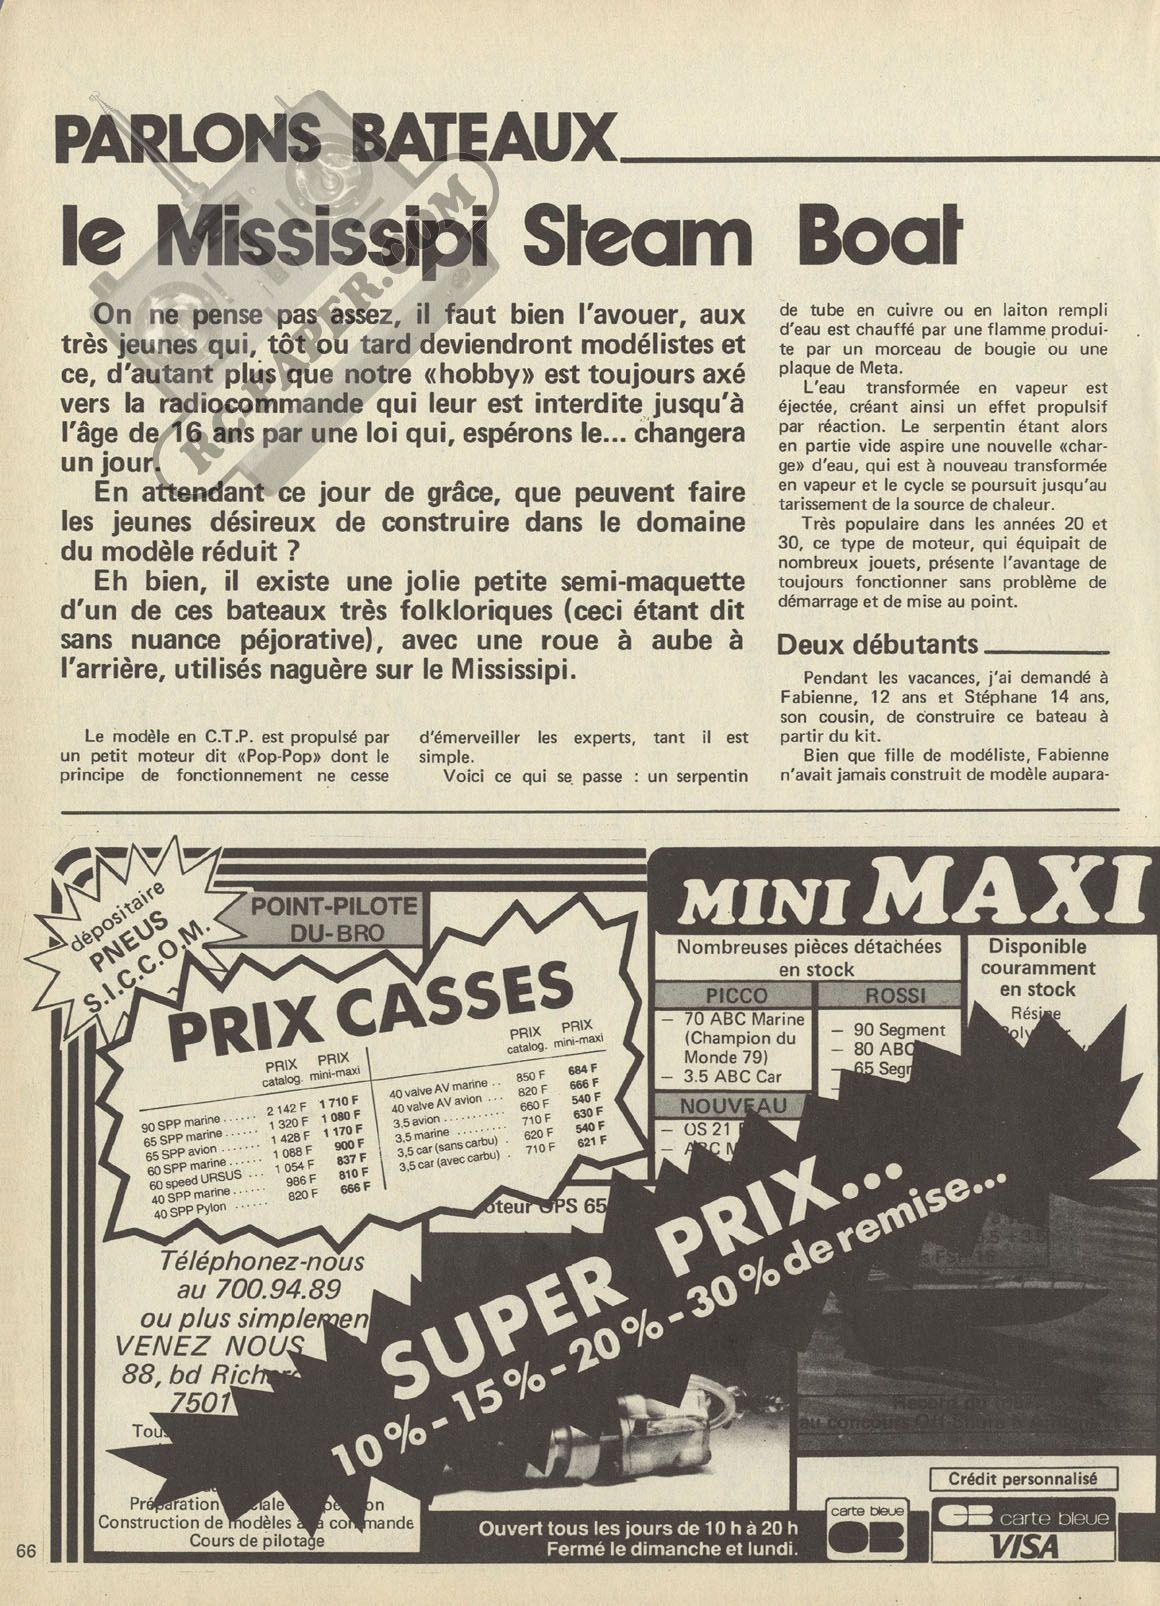 PARLONS BATEAUX
le Mississipi Steam Boat
On ne pense pas assez, il faut bien l'avouer, aux
très jeunes qui, tôt ou tard deviendront modélistes et
ce, d'autant plus que notre «hobby» est toujours axé
vers la radiocommande qui leur est interdite jusqu'à
l'âge de 16 ans par une loi qui, espérons le... changera
un jour.
En attendant ce jour de grâce, que peuvent faire
les jeunes désireux de construire dans le domaine
du modèle réduit ?
Eh bien, il existe une jolie petite semi-maquette
d'un de ces bateaux très folkloriques (ceci étant dit
sans nuance péjorative), avec une roue à aube à
l'arrière, utilisés naguère sur le Mississipi.
RCPAPER.COM
Le modèle en C.T.P. est propulsé par
un petit moteur dit «Pop-Pop» dont le
principe de fonctionnement ne cesse
d'émerveiller les experts, tant il est
simple.
Voici ce qui se passe : un serpentin
de tube en cuivre ou en laiton rempli
d'eau est chauffé par une flamme produi-
te par un morceau de bougie ou une
plaque de Meta.
L'eau transformée en vapeur est
éjectée, créant ainsi un effet propulsif
par réaction. Le serpentin étant alors
en partie vide aspire une nouvelle «char-
ge» d'eau, qui est à nouveau transformée
en vapeur et le cycle se poursuit jusqu'au
tarissement de la source de chaleur.
Très populaire dans les années 20 et
30, ce type de moteur, qui équipait de
nombreux jouets, présente l'avantage de
toujours fonctionner sans problème de
démarrage et de mise au point.
Deux débutants
Pendant les vacances, j'ai demandé à
Fabienne, 12 ans et Stéphane 14 ans,
son cousin, de construire ce bateau à
partir du kit.
Bien que fille de modéliste, Fabienne
n'avait jamais construit de modèle aupara-
dépositaire
PNEUS
S.I.C.C.O.M.
POINT-PILOTE
DU-BRO
PRIX CASSES
PRIX catalog. PRIX mini-maxi
90 SPP marine ...... 2 142 F 1 710 F
65 SPP marine ...... 1 320 F 1 080 F
65 SPP avion ...... 1 428 F 1 170 F
60 SPP marine ...... 1 088 F 900 F
60 speed URSUS ... 1 054 F 837 F
40 SPP marine ...... 986 F 810 F
40 SPP Pylon ...... 820 F 666 F
PRIX catalog. PRIX mini-maxi
40 valve AV marine .. 850 F 684 F
40 valve AV avion ... 820 F 666 F
3,5 avion ........... 660 F 540 F
3,5 marine ......... 710 F 630 F
3,5 car (sans carbu) . 620 F 540 F
3,5 car (avec carbu) . 710 F 621 F
MINI MAXI
Nombreuses pièces détachées
en stock
PICCO
— 70 ABC Marine
(Champion du
Monde 79)
— 3.5 ABC Car
NOUVEAU
— OS 21
ROSSI
— 90 Segment
— 80 ABC
— 65 Segm
Disponible
couramment
en stock
Résine
Téléphonez-nous
au 700.94.89
ou plus simplemen
VENEZ NOUS
88, bd Richar
7501
Tous
oteur OPS 65
SUPER PRIX...
10%-15%-20%-30% de remise...
Préparation
Construction de modèles à la commande
Cours de pilotage
Ouvert tous les jours de 10 h à 20 h
Fermé le dimanche et lundi.
Crédit personnalisé
carte bleue
CB
CB carte bleue
VISA
66